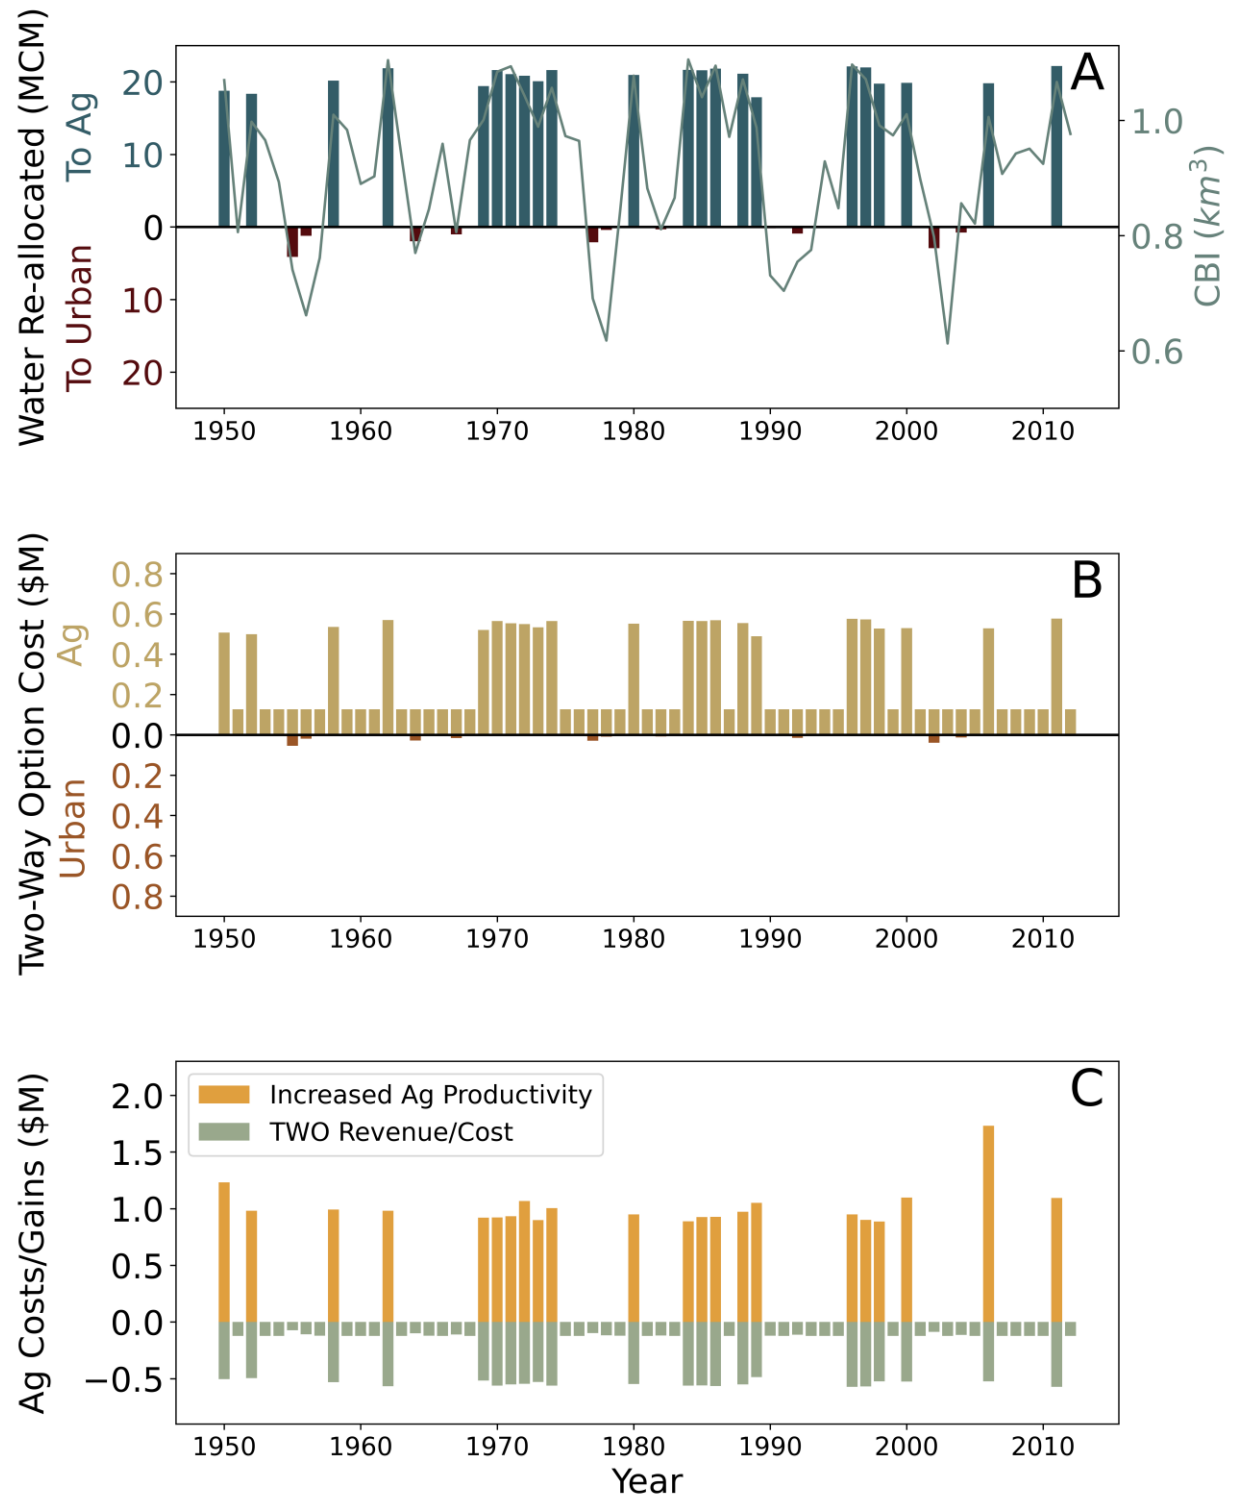 A
Water Re-allocated (MCM)
To Ag
To Urban
20
10
0
10
20
1.0
0.8
0.6
CBI (km³)
1950 1960 1970 1980 1990 2000 2010
B
Two-Way Option Cost ($M)
Ag
Urban
0.8
0.6
0.4
0.2
0.0
0.2
0.4
0.6
0.8
1950 1960 1970 1980 1990 2000 2010
C
Ag Costs/Gains ($M)
Increased Ag Productivity
TWO Revenue/Cost
2.0
1.5
1.0
0.5
0.0
−0.5
1950 1960 1970 1980 1990 2000 2010
Year